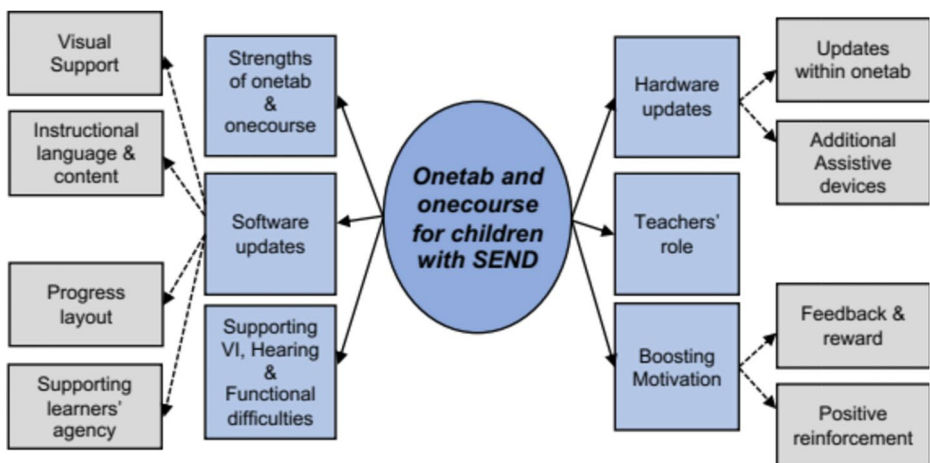 Visual
Support
Instructional
language &
content
Progress
layout
Supporting
learners'
agency
Strengths
of onetab
&
onecourse
Software
updates
Supporting
VI, Hearing
&
Functional
difficulties
Onetab and
onecourse
for children
with SEND
Hardware
updates
Teachers'
role
Boosting
Motivation
Updates
within onetab
Additional
Assistive
devices
Feedback &
reward
Positive
reinforcement